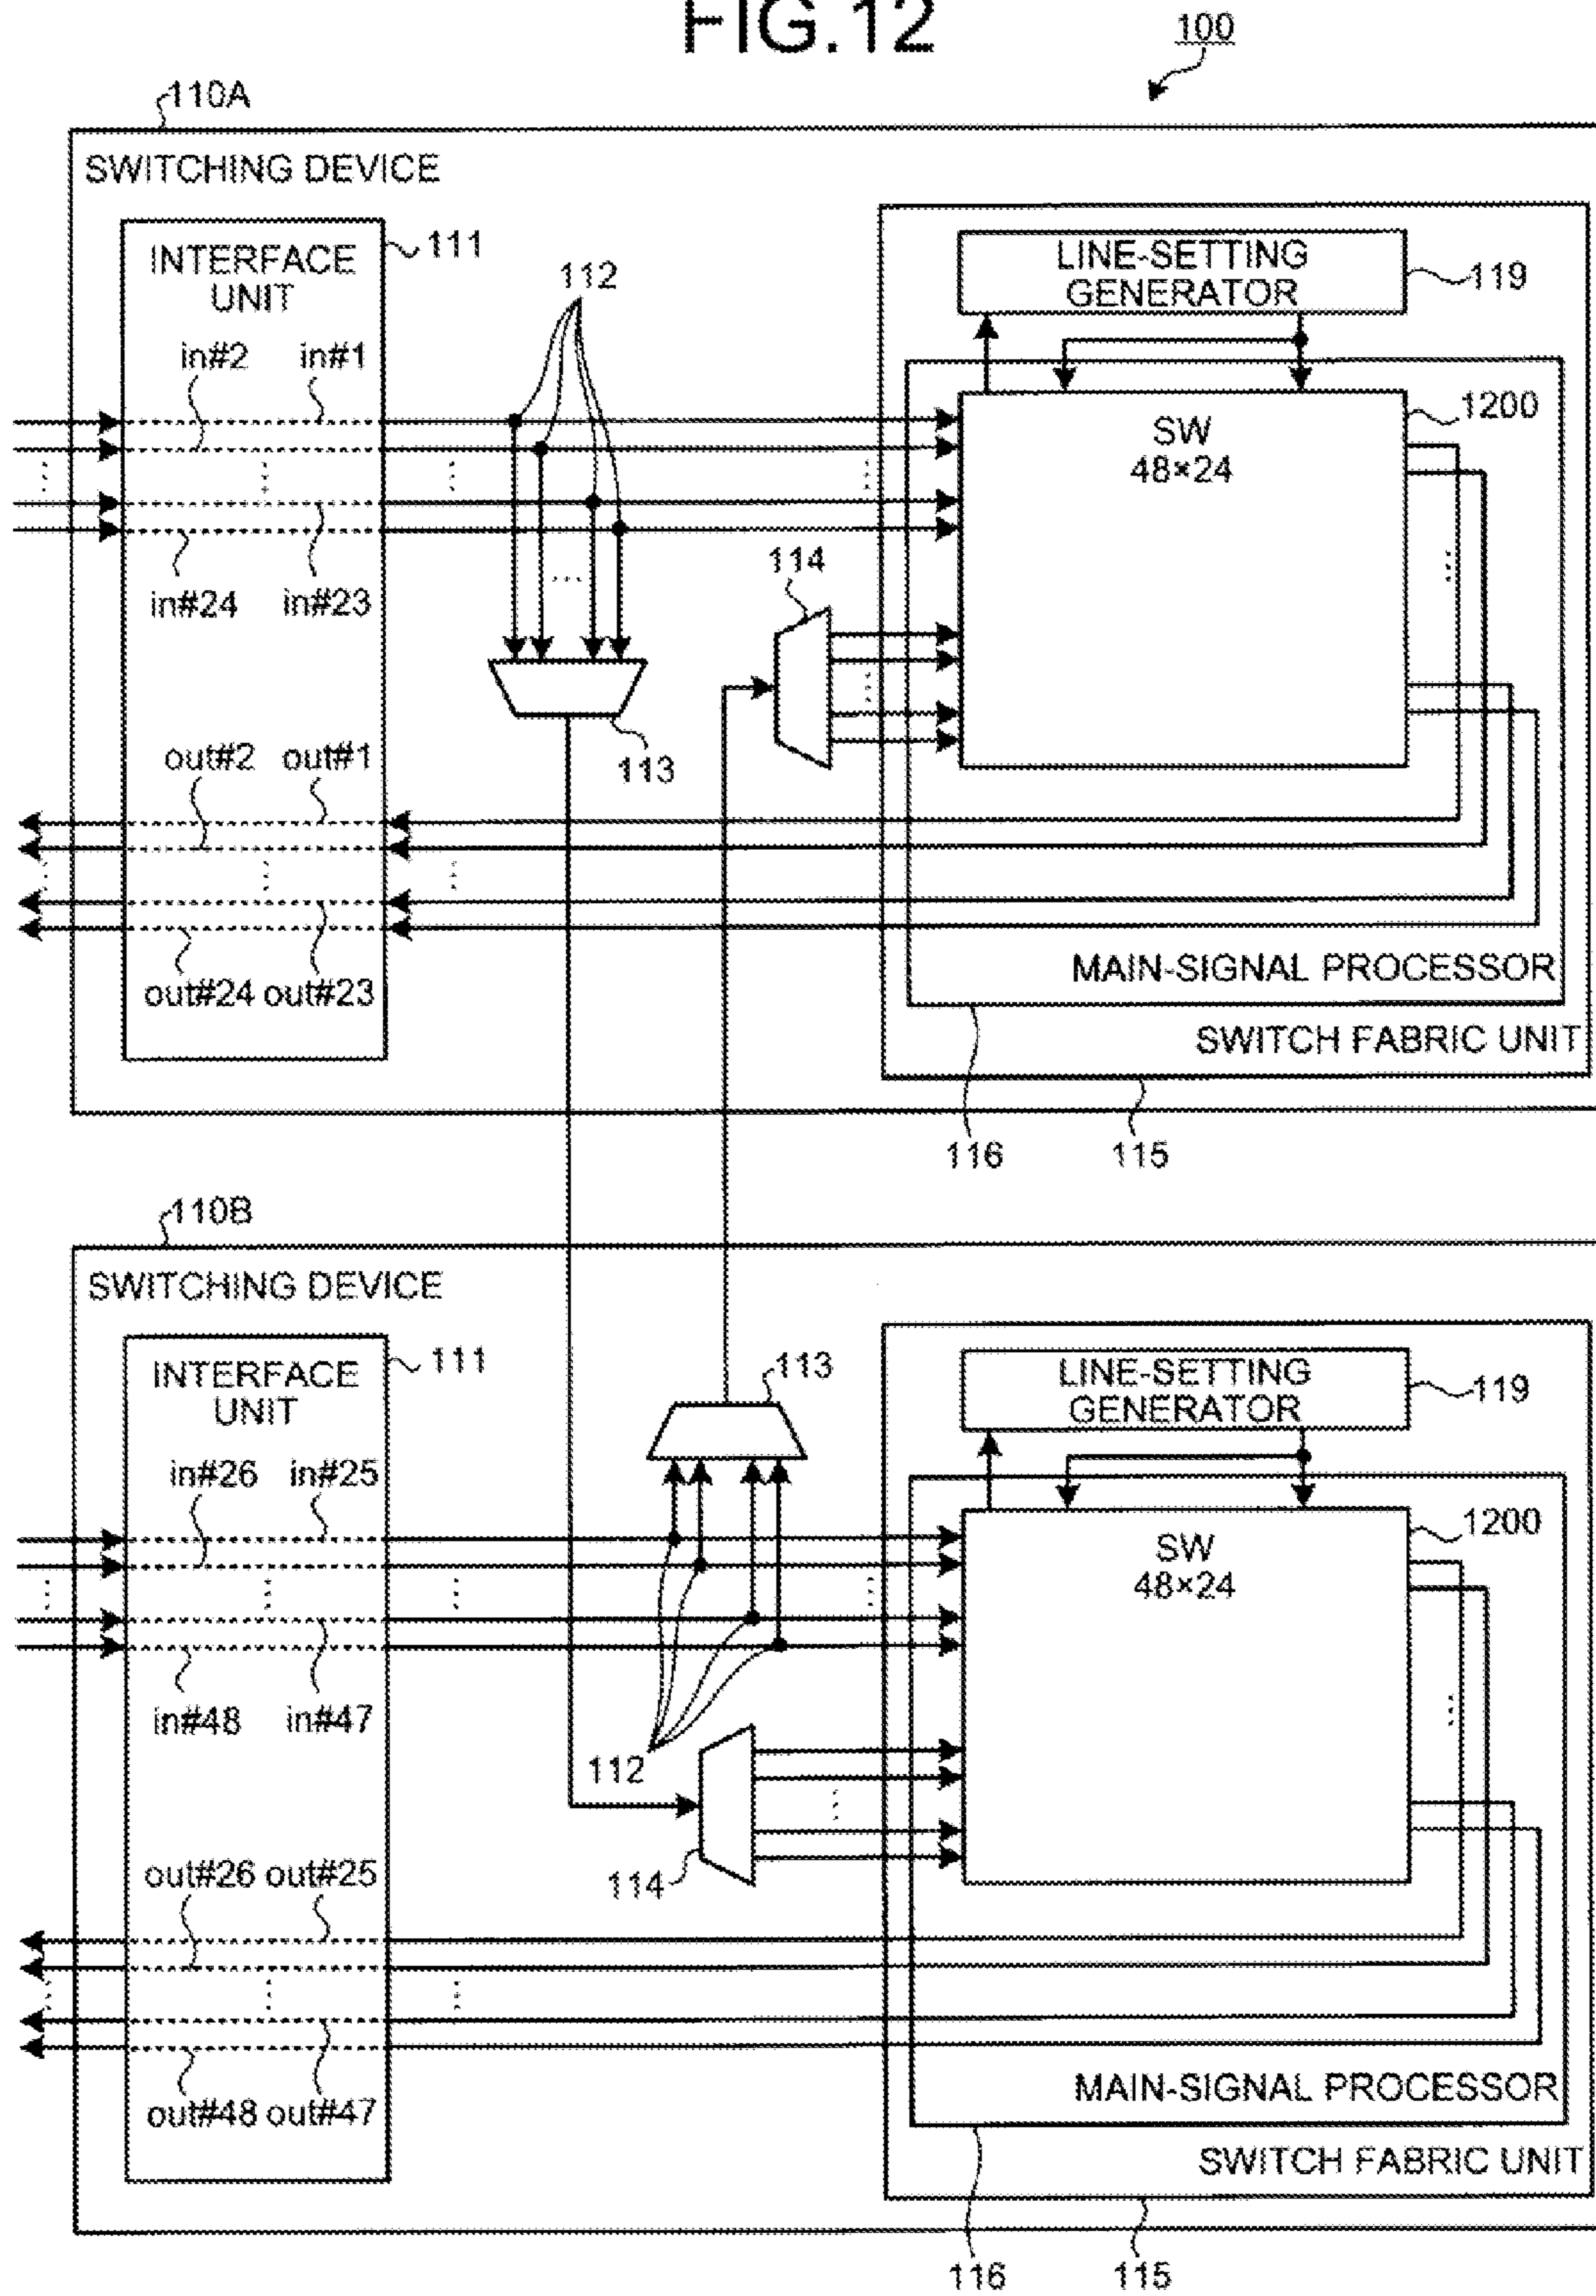 FIG.12
100
110A
SWITCHING DEVICE
INTERFACE
UNIT
111
in#2
in#1
in#24
in#23
out#2
out#1
out#24
out#23
112
113
114
LINE-SETTING
GENERATOR
119
1200
SW
48×24
MAIN-SIGNAL PROCESSOR
SWITCH FABRIC UNIT
116
115
110B
SWITCHING DEVICE
INTERFACE
UNIT
111
in#26
in#25
in#48
in#47
out#26
out#25
out#48
out#47
113
112
114
LINE-SETTING
GENERATOR
119
1200
SW
48×24
MAIN-SIGNAL PROCESSOR
SWITCH FABRIC UNIT
116
115